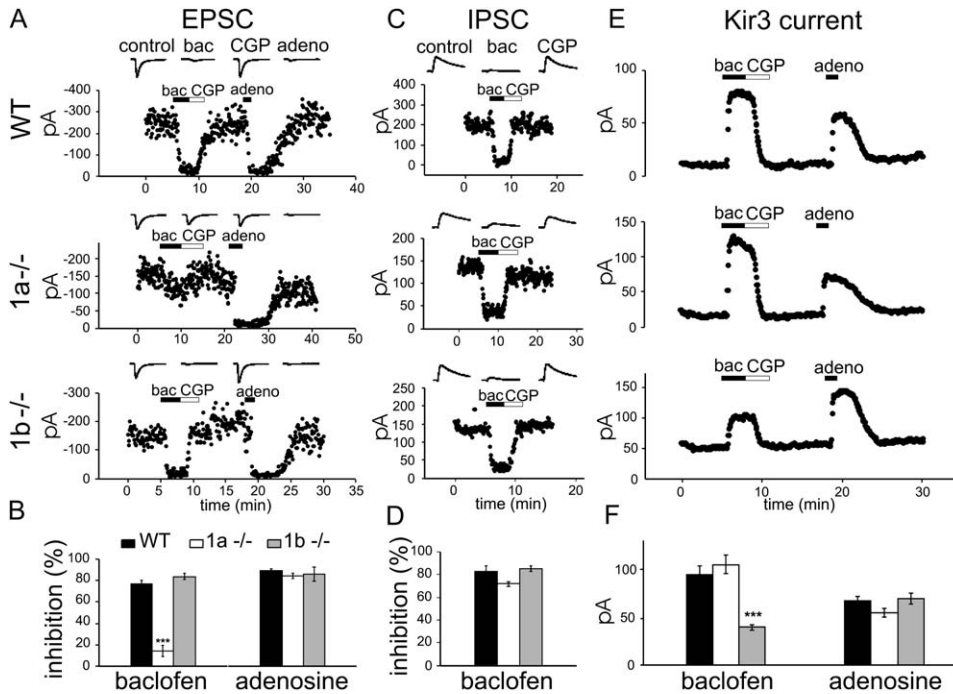 A EPSC C IPSC E Kir3 current
control bac CGP adeno control bac CGP
WT
pA
-400
-300
-200
-100
0
bac CGP adeno
0 10 20 30 40
pA
400
300
200
100
0
bac CGP
0 10 20
pA
100
50
0
bac CGP adeno
0 10 20 30
1a-/-
pA
-200
-150
-100
-50
0
bac CGP adeno
0 10 20 30 40 50
pA
200
150
100
50
0
bac CGP
0 10 20 30
pA
150
100
50
0
bac CGP adeno
0 10 20 30
1b-/-
pA
-300
-200
-100
0
bac CGP adeno
0 5 10 15 20 25 30 35
time (min)
pA
250
200
150
100
50
0
bac CGP
0 10 20
time (min)
pA
150
100
50
0
bac CGP adeno
0 10 20 30
time (min)
B
WT 1a -/- 1b -/-
inhibition (%)
100
80
60
40
20
0
***
baclofen adenosine
D
inhibition (%)
100
80
60
40
20
0
baclofen
F
pA
100
50
0
***
baclofen adenosine